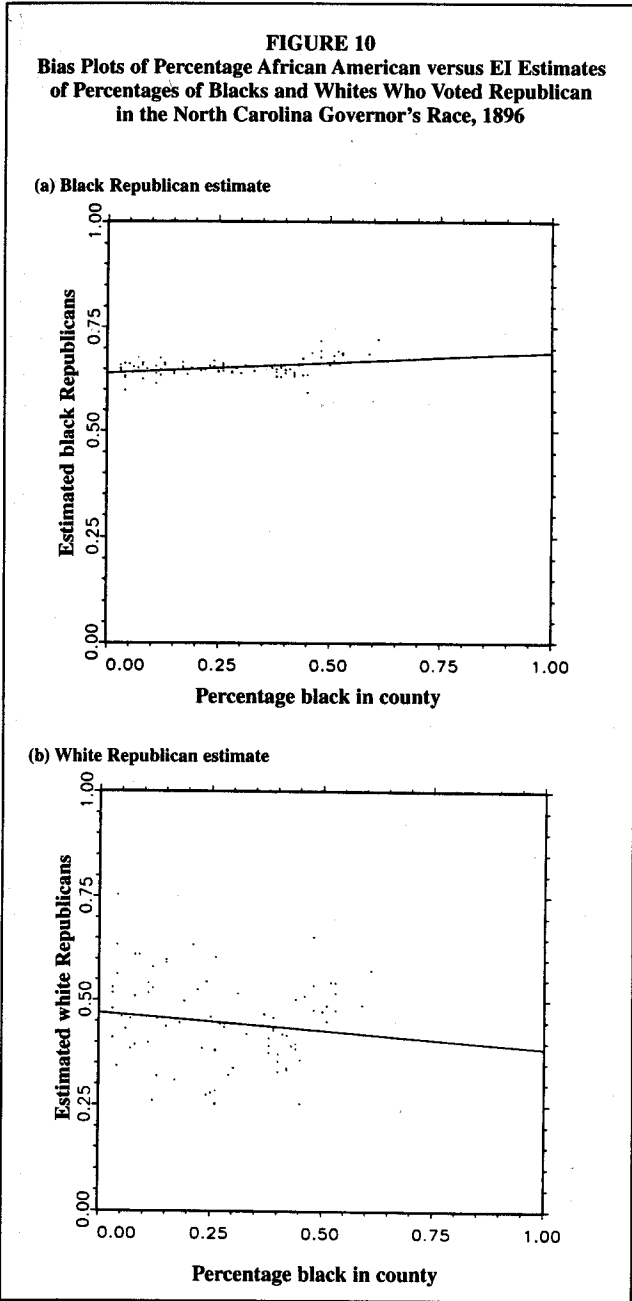 FIGURE 10
Bias Plots of Percentage African American versus EI Estimates
of Percentages of Blacks and Whites Who Voted Republican
in the North Carolina Governor's Race, 1896
(a) Black Republican estimate
Estimated black Republicans
1.00
0.75
0.50
0.25
0.00
0.00 0.25 0.50 0.75 1.00
Percentage black in county
(b) White Republican estimate
Estimated white Republicans
1.00
0.75
0.50
0.25
0.00
0.00 0.25 0.50 0.75 1.00
Percentage black in county